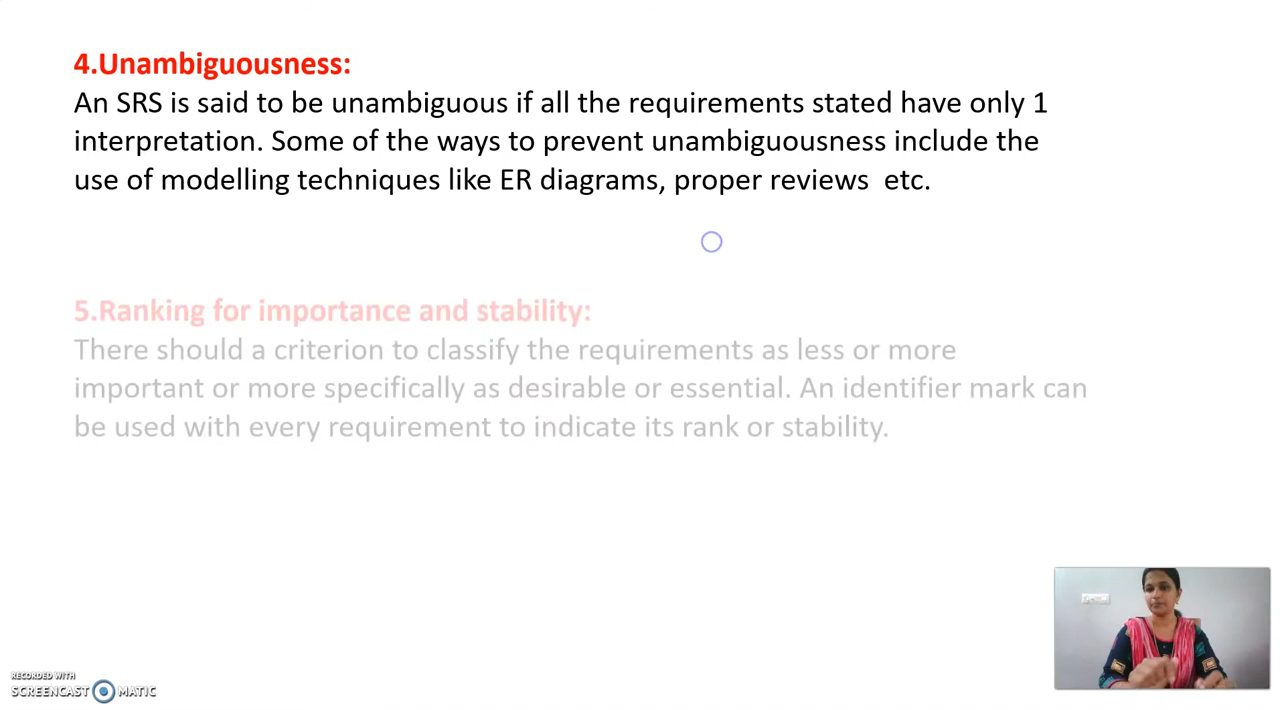 4.Unambiguousness:
An SRS is said to be unambiguous if all the requirements stated have only 1
interpretation. Some of the ways to prevent unambiguousness include the
use of modelling techniques like ER diagrams, proper reviews  etc.
5.Ranking for importance and stability:
There should a criterion to classify the requirements as less or more
important or more specifically as desirable or essential. An identifier mark can
be used with every requirement to indicate its rank or stability.
RECORDED WITH
SCREENCAST MATIC